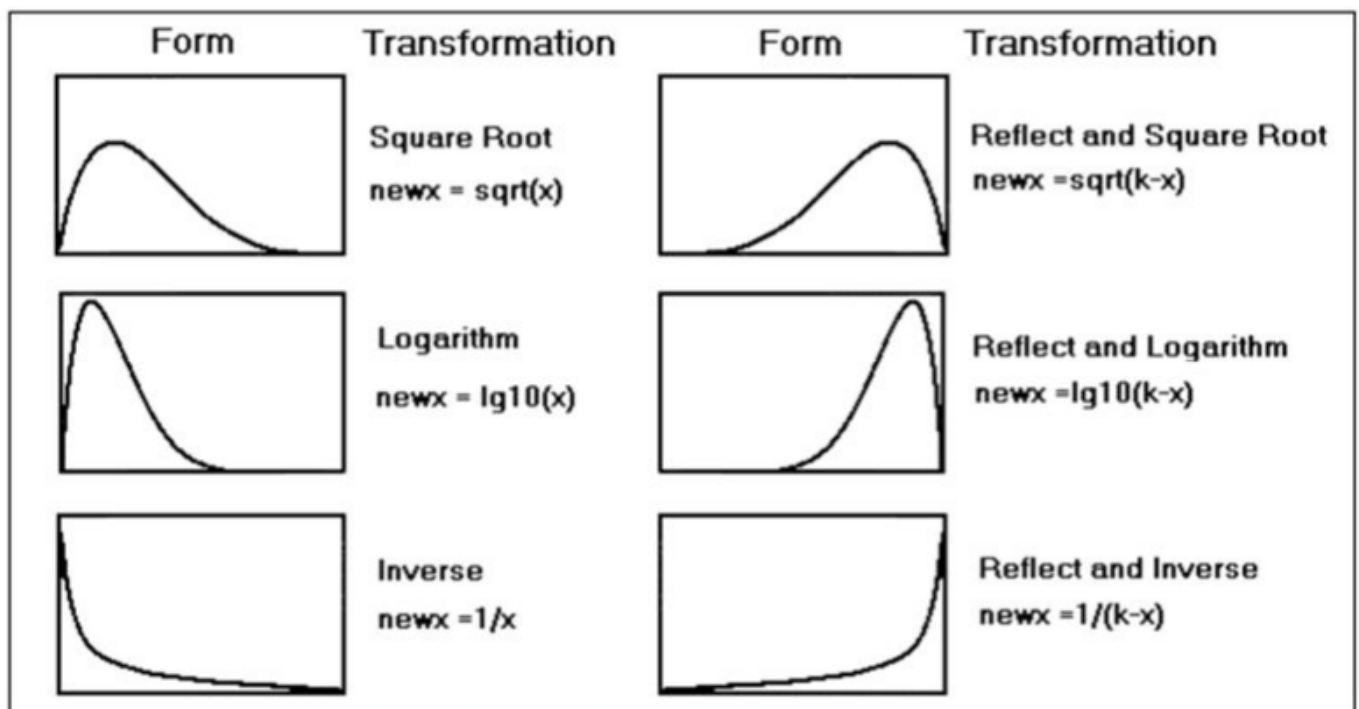 Form Transformation Form Transformation
Square Root
newx = sqrt(x)
Reflect and Square Root
newx =sqrt(k-x)
Logarithm
newx = lg10(x)
Reflect and Logarithm
newx =lg10(k-x)
Inverse
newx =1/x
Reflect and Inverse
newx =1/(k-x)